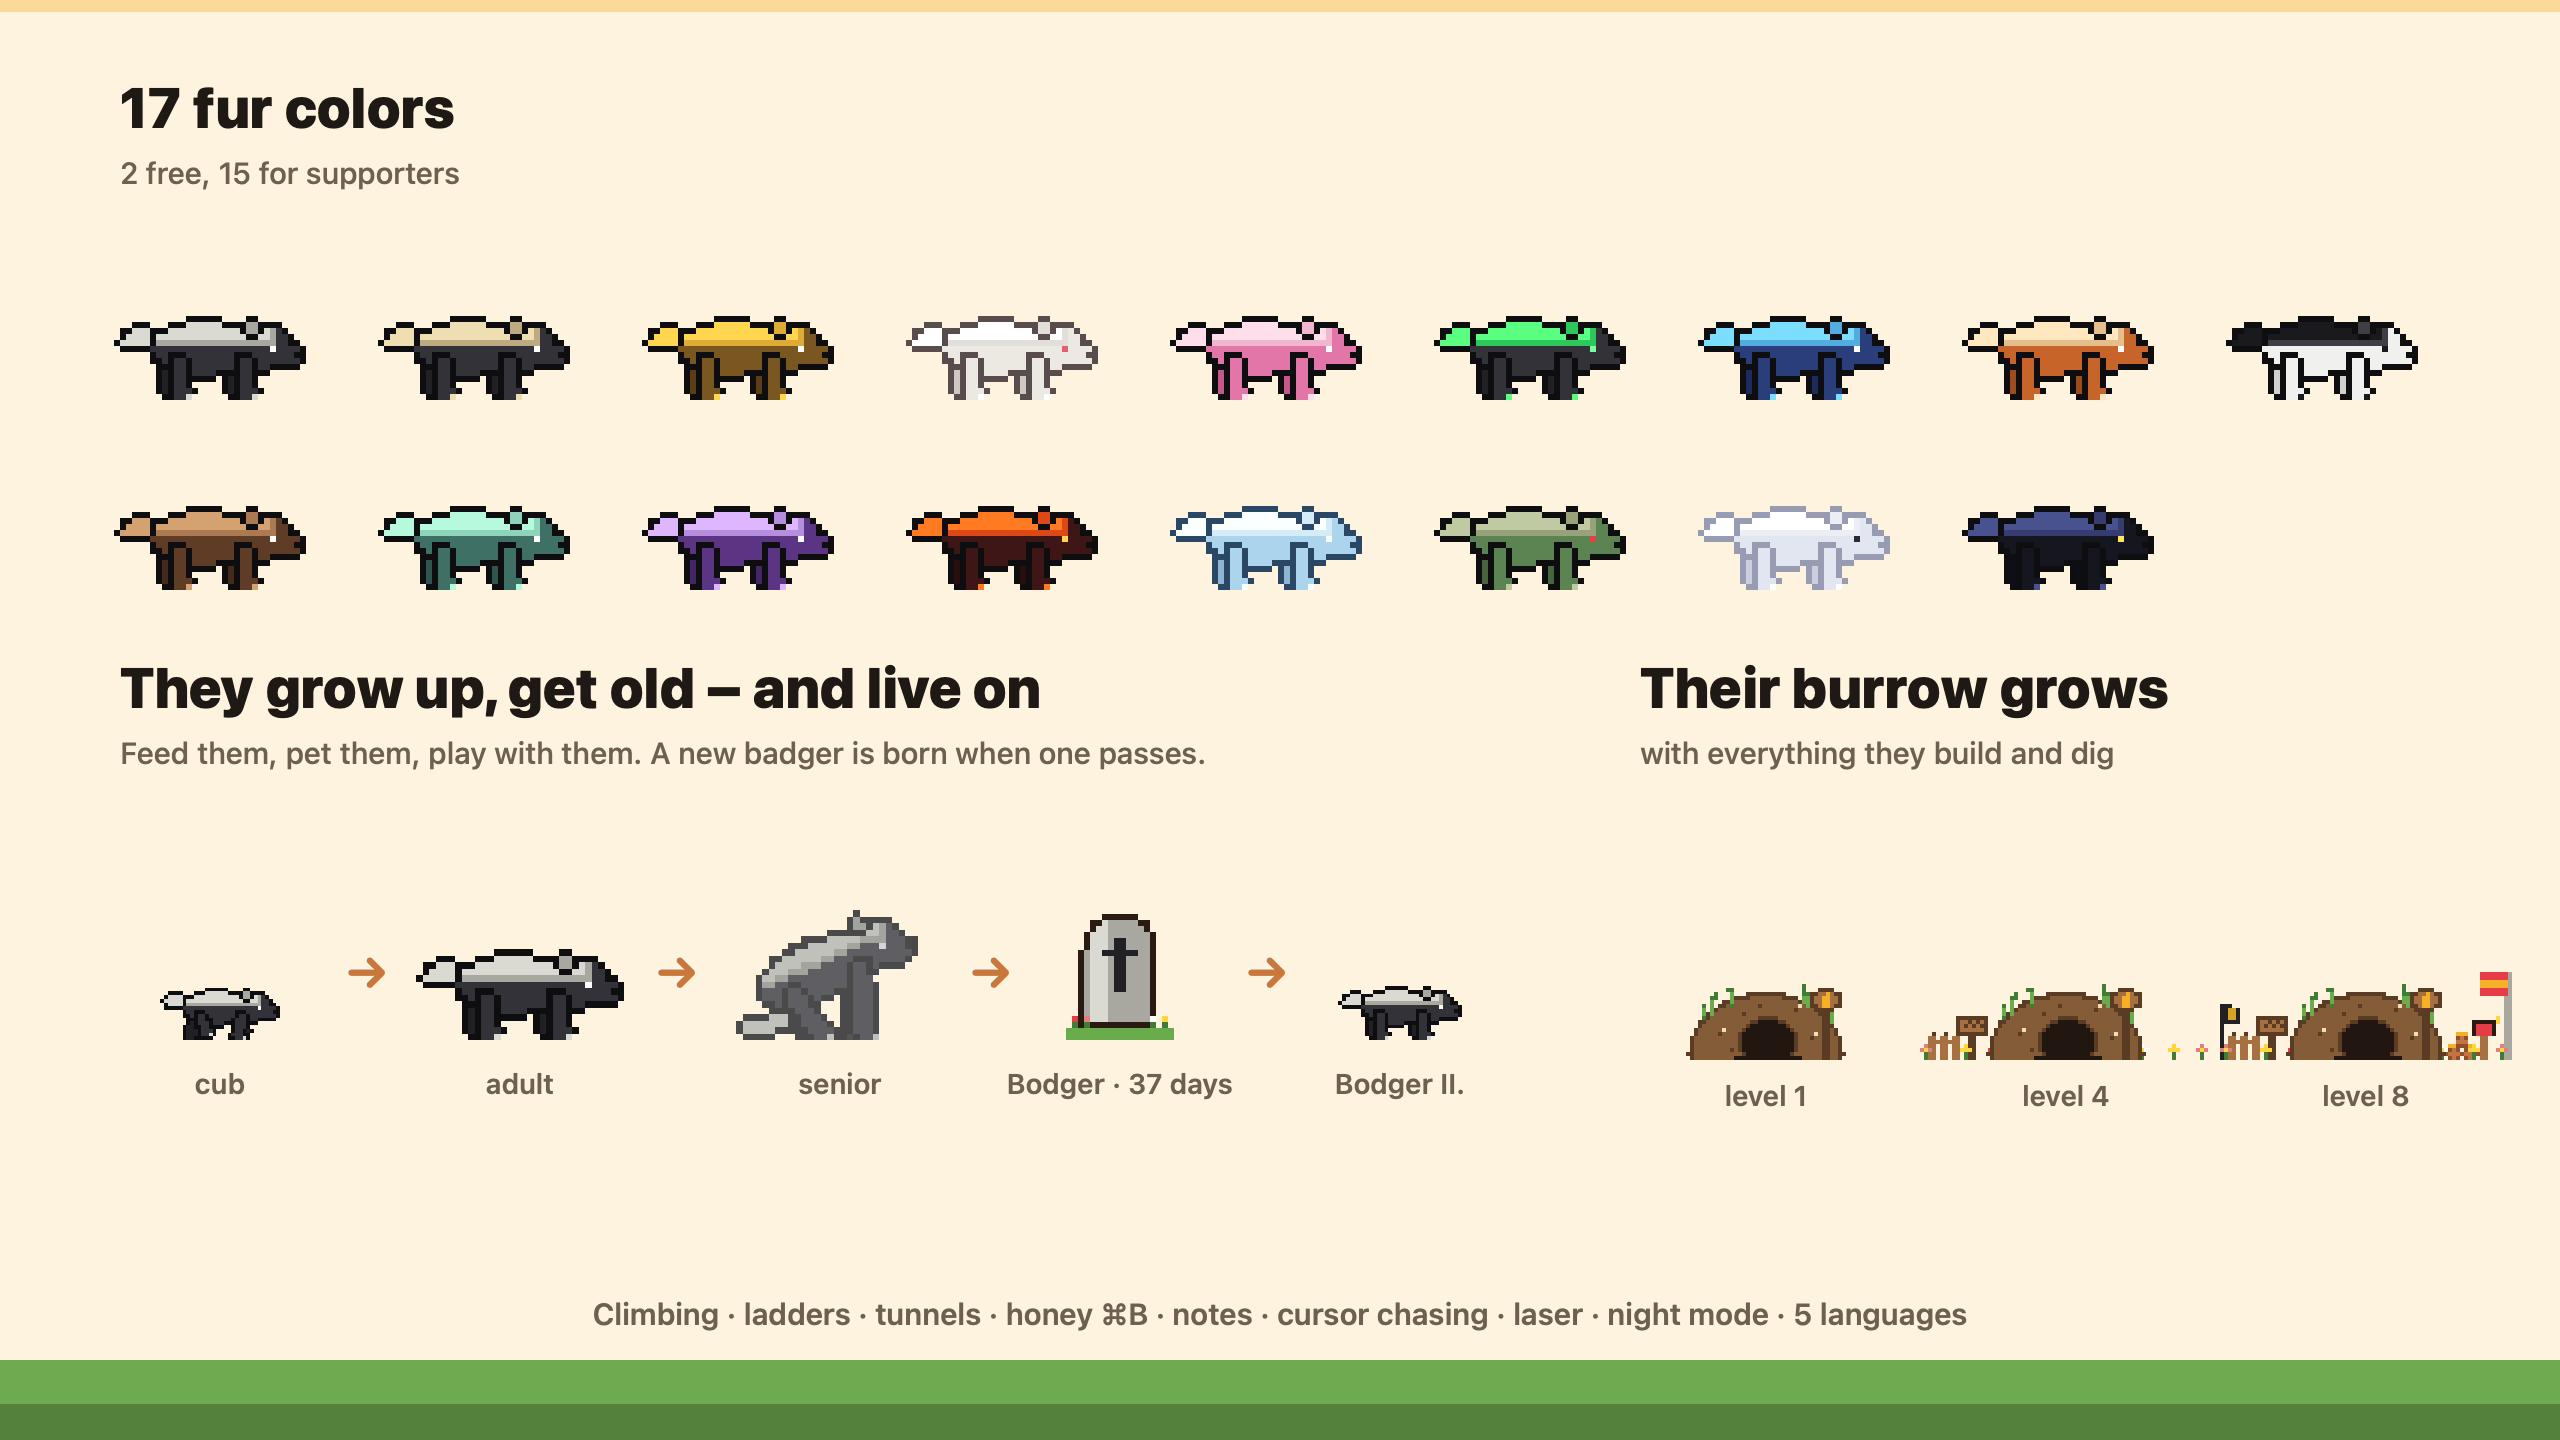 17 fur colors
2 free, 15 for supporters
They grow up, get old – and live on
Feed them, pet them, play with them. A new badger is born when one passes.
Their burrow grows
with everything they build and dig
cub
adult
senior
Bodger · 37 days
Bodger II.
level 1
level 4
level 8
Climbing · ladders · tunnels · honey ⌘B · notes · cursor chasing · laser · night mode · 5 languages